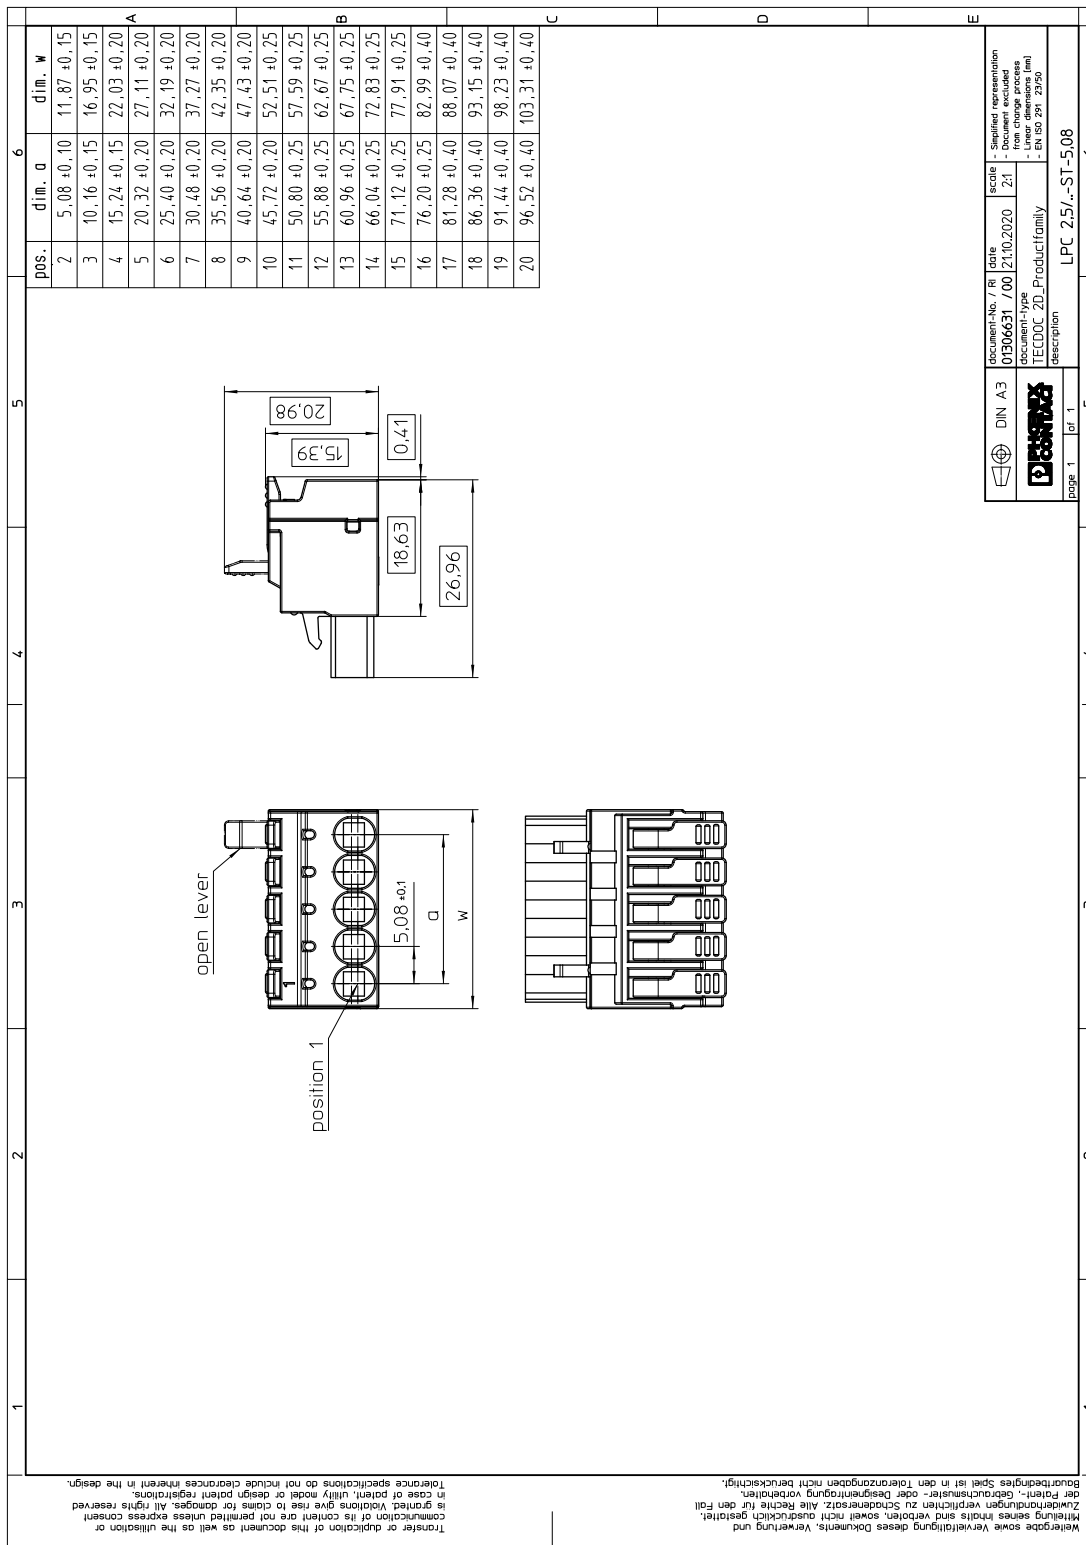 1
2
3
4
5
6
A
B
C
D
E
pos. dim. a dim. w
2 5,08 ±0,10 11,87 ±0,15
3 10,16 ±0,15 16,95 ±0,15
4 15,24 ±0,15 22,03 ±0,20
5 20,32 ±0,20 27,11 ±0,20
6 25,40 ±0,20 32,19 ±0,20
7 30,48 ±0,20 37,27 ±0,20
8 35,56 ±0,20 42,35 ±0,20
9 40,64 ±0,20 47,43 ±0,20
10 45,72 ±0,20 52,51 ±0,25
11 50,80 ±0,25 57,59 ±0,25
12 55,88 ±0,25 62,67 ±0,25
13 60,96 ±0,25 67,75 ±0,25
14 66,04 ±0,25 72,83 ±0,25
15 71,12 ±0,25 77,91 ±0,25
16 76,20 ±0,25 82,99 ±0,40
17 81,28 ±0,40 88,07 ±0,40
18 86,36 ±0,40 93,15 ±0,40
19 91,44 ±0,40 98,23 ±0,40
20 96,52 ±0,40 103,31 ±0,40
open lever
position 1
1
5,08 ±0,1
a
w
20,98
15,39
0,41
18,63
26,96
DIN A3
PHOENIX
CONTACT
page 1 of 1
document-No. / RI
01306631 / 00
date
21.10.2020
scale
2:1
- Simplified representation
- Document excluded
from change process
- Linear dimensions [mm]
- EN ISO 291 23/50
document-type
TECDOC 2D_Productfamily
description
LPC 2,5/..-ST-5,08
5
Transfer or duplication of this document as well as the utilisation or
communication of its content are not permitted unless express consent
is granted. Violations give rise to claims for damages. All rights reserved
in case of patent, utility model or design patent registrations.
Tolerance specifications do not include clearances inherent in the design.
Weitergabe sowie Vervielfältigung dieses Dokuments, Verwertung und
Mitteilung seines Inhalts sind verboten, soweit nicht ausdrücklich gestattet.
Zuwiderhandlungen verpflichten zu Schadenersatz. Alle Rechte für den Fall
der Patent-, Gebrauchsmuster- oder Designeintragung vorbehalten.
Bauartbedingtes Spiel ist in den Toleranzangaben nicht berücksichtigt.